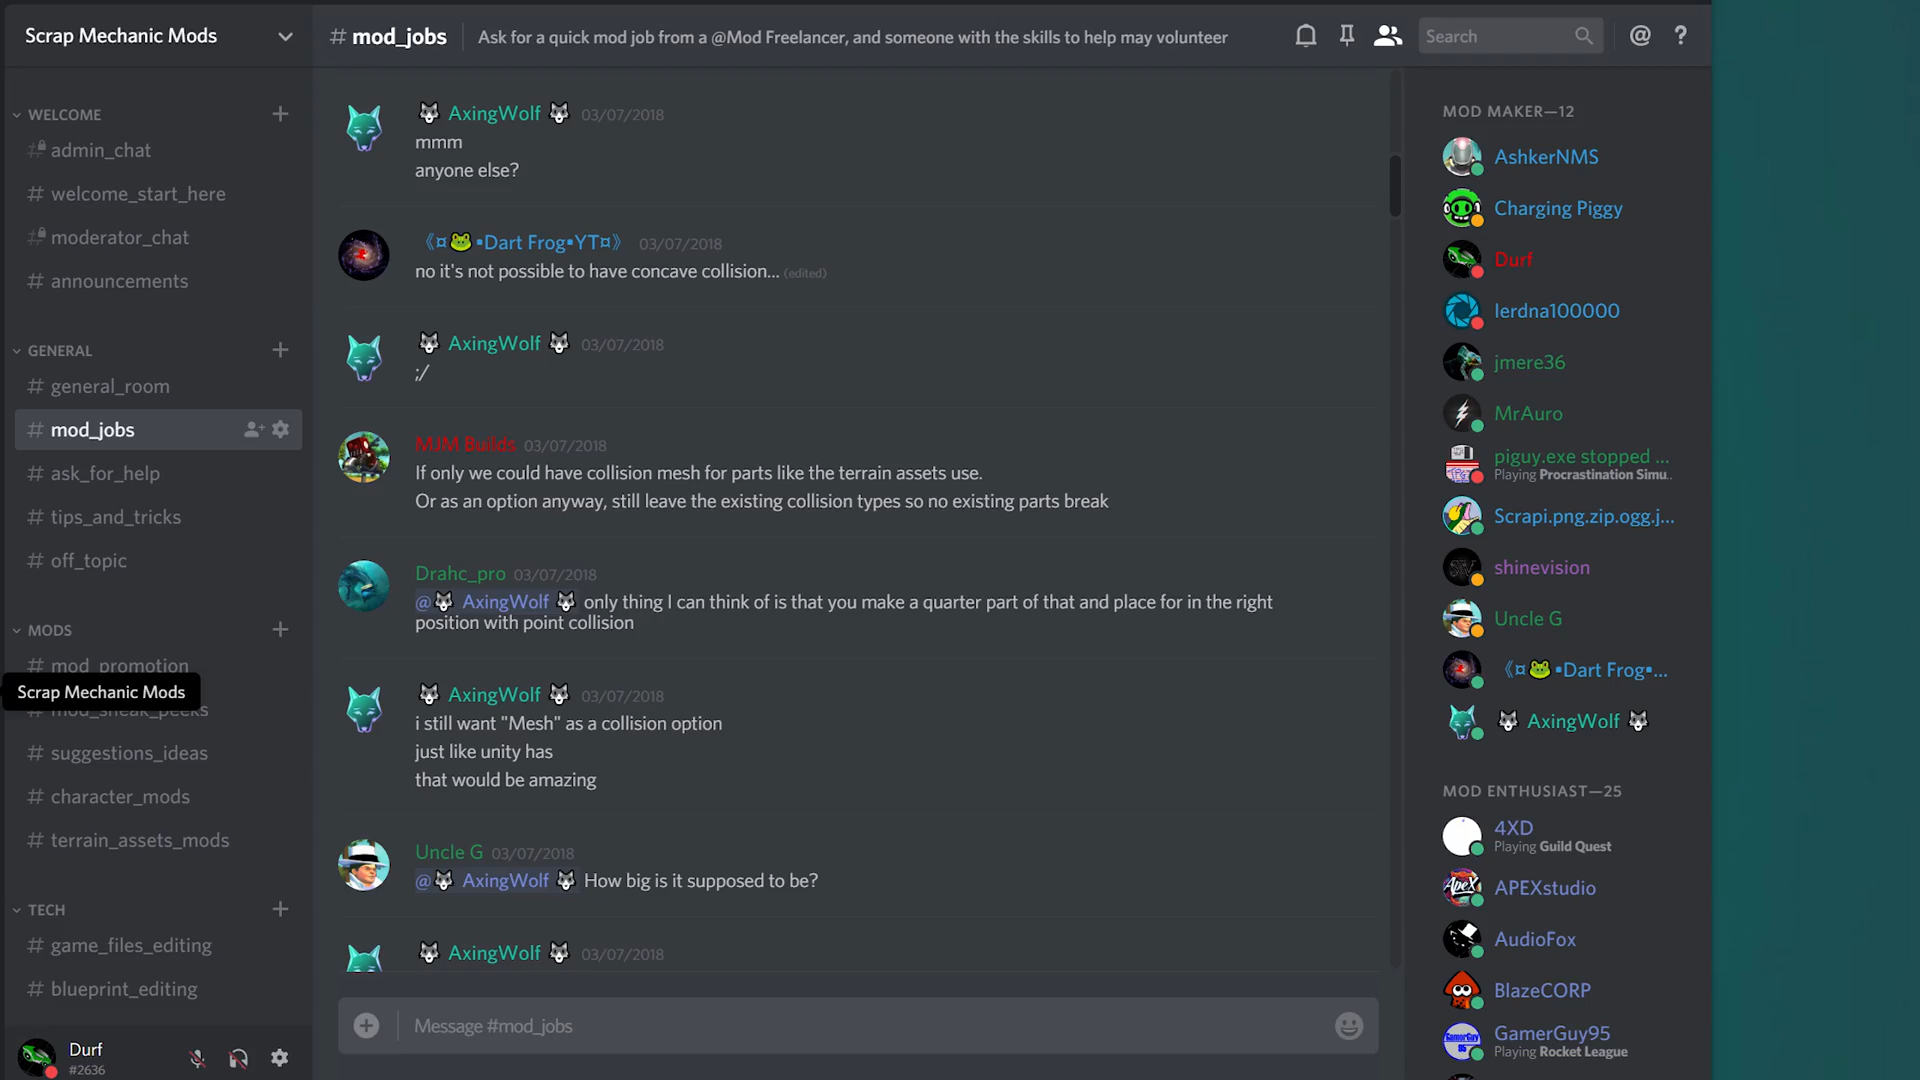 Scrap Mechanic Mods
WELCOME
admin_chat
welcome_start_here
moderator_chat
announcements
GENERAL
general_room
mod_jobs
ask_for_help
tips_and_tricks
off_topic
MODS
mod_promotion
Scrap Mechanic Mods
mod_sneak_peeks
suggestions_ideas
character_mods
terrain_assets_mods
TECH
game_files_editing
blueprint_editing
Durf
#2636
# mod_jobs
Ask for a quick mod job from a @Mod Freelancer, and someone with the skills to help may volunteer
Search
🐺 AxingWolf 🐺 03/07/2018
mmm
anyone else?
《¤🐸•Dart Frog•YT¤》 03/07/2018
no it's not possible to have concave collision... (edited)
🐺 AxingWolf 🐺 03/07/2018
;/
MJM Builds 03/07/2018
If only we could have collision mesh for parts like the terrain assets use.
Or as an option anyway, still leave the existing collision types so no existing parts break
Drahc_pro 03/07/2018
@🐺 AxingWolf 🐺 only thing I can think of is that you make a quarter part of that and place for in the right
position with point collision
🐺 AxingWolf 🐺 03/07/2018
i still want "Mesh" as a collision option
just like unity has
that would be amazing
Uncle G 03/07/2018
@🐺 AxingWolf 🐺 How big is it supposed to be?
🐺 AxingWolf 🐺 03/07/2018
Message #mod_jobs
MOD MAKER—12
AshkerNMS
Charging Piggy
Durf
lerdna100000
jmere36
MrAuro
piguy.exe stopped ...
Playing Procrastination Simu..
Scrapi.png.zip.ogg.j...
shinevision
Uncle G
《¤🐸•Dart Frog•...
🐺 AxingWolf 🐺
MOD ENTHUSIAST—25
4XD
Playing Guild Quest
APEXstudio
AudioFox
BlazeCORP
GamerGuy95
Playing Rocket League